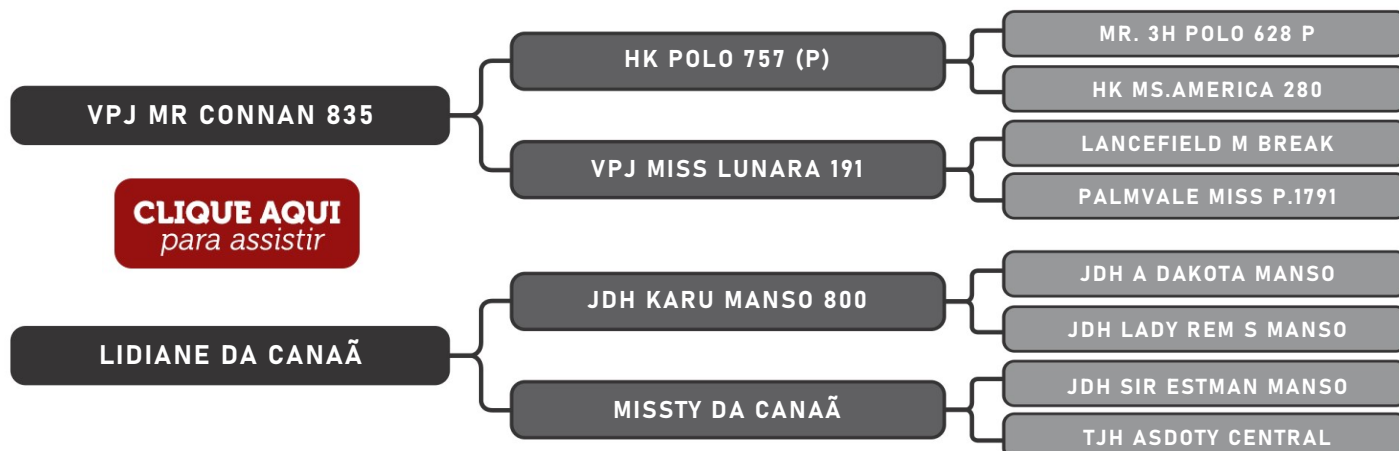 VPJ MR CONNAN 835
HK POLO 757 (P)
MR. 3H POLO 628 P
HK MS.AMERICA 280
VPJ MISS LUNARA 191
LANCEFIELD M BREAK
PALMVALE MISS P.1791
CLIQUE AQUI
para assistir
LIDIANE DA CANAÃ
JDH KARU MANSO 800
JDH A DAKOTA MANSO
JDH LADY REM S MANSO
MISSTY DA CANAÃ
JDH SIR ESTMAN MANSO
TJH ASDOTY CENTRAL